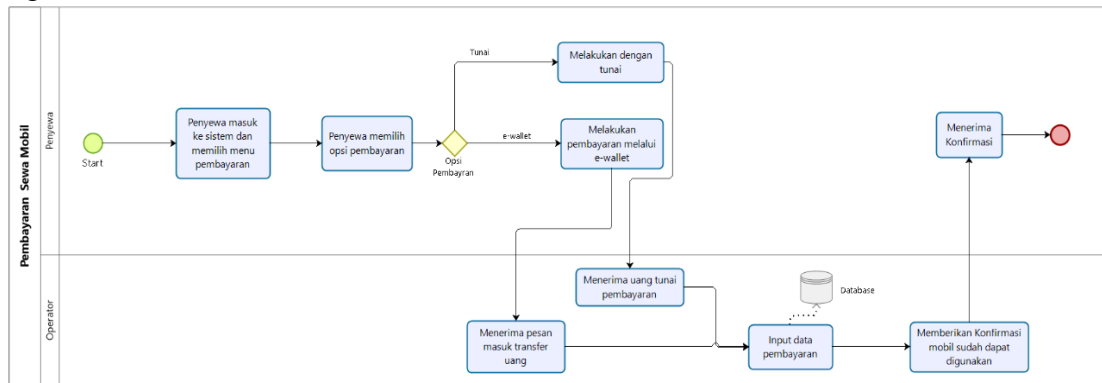 Pembayaran Sewa Mobil
Penyewa
Start
Penyewa masuk
ke sistem dan
memilih menu
pembayaran
Penyewa memilih
opsi pembayaran
Opsi
Pembayran
Tunai
Melakukan dengan
tunai
e-wallet
Melakukan
pembayaran melalui
e-wallet
Menerima
Konfirmasi
Operator
Menerima uang tunai
pembayaran
Menerima pesan
masuk transfer
uang
Database
Input data
pembayaran
Memberikan Konfirmasi
mobil sudah dapat
digunakan